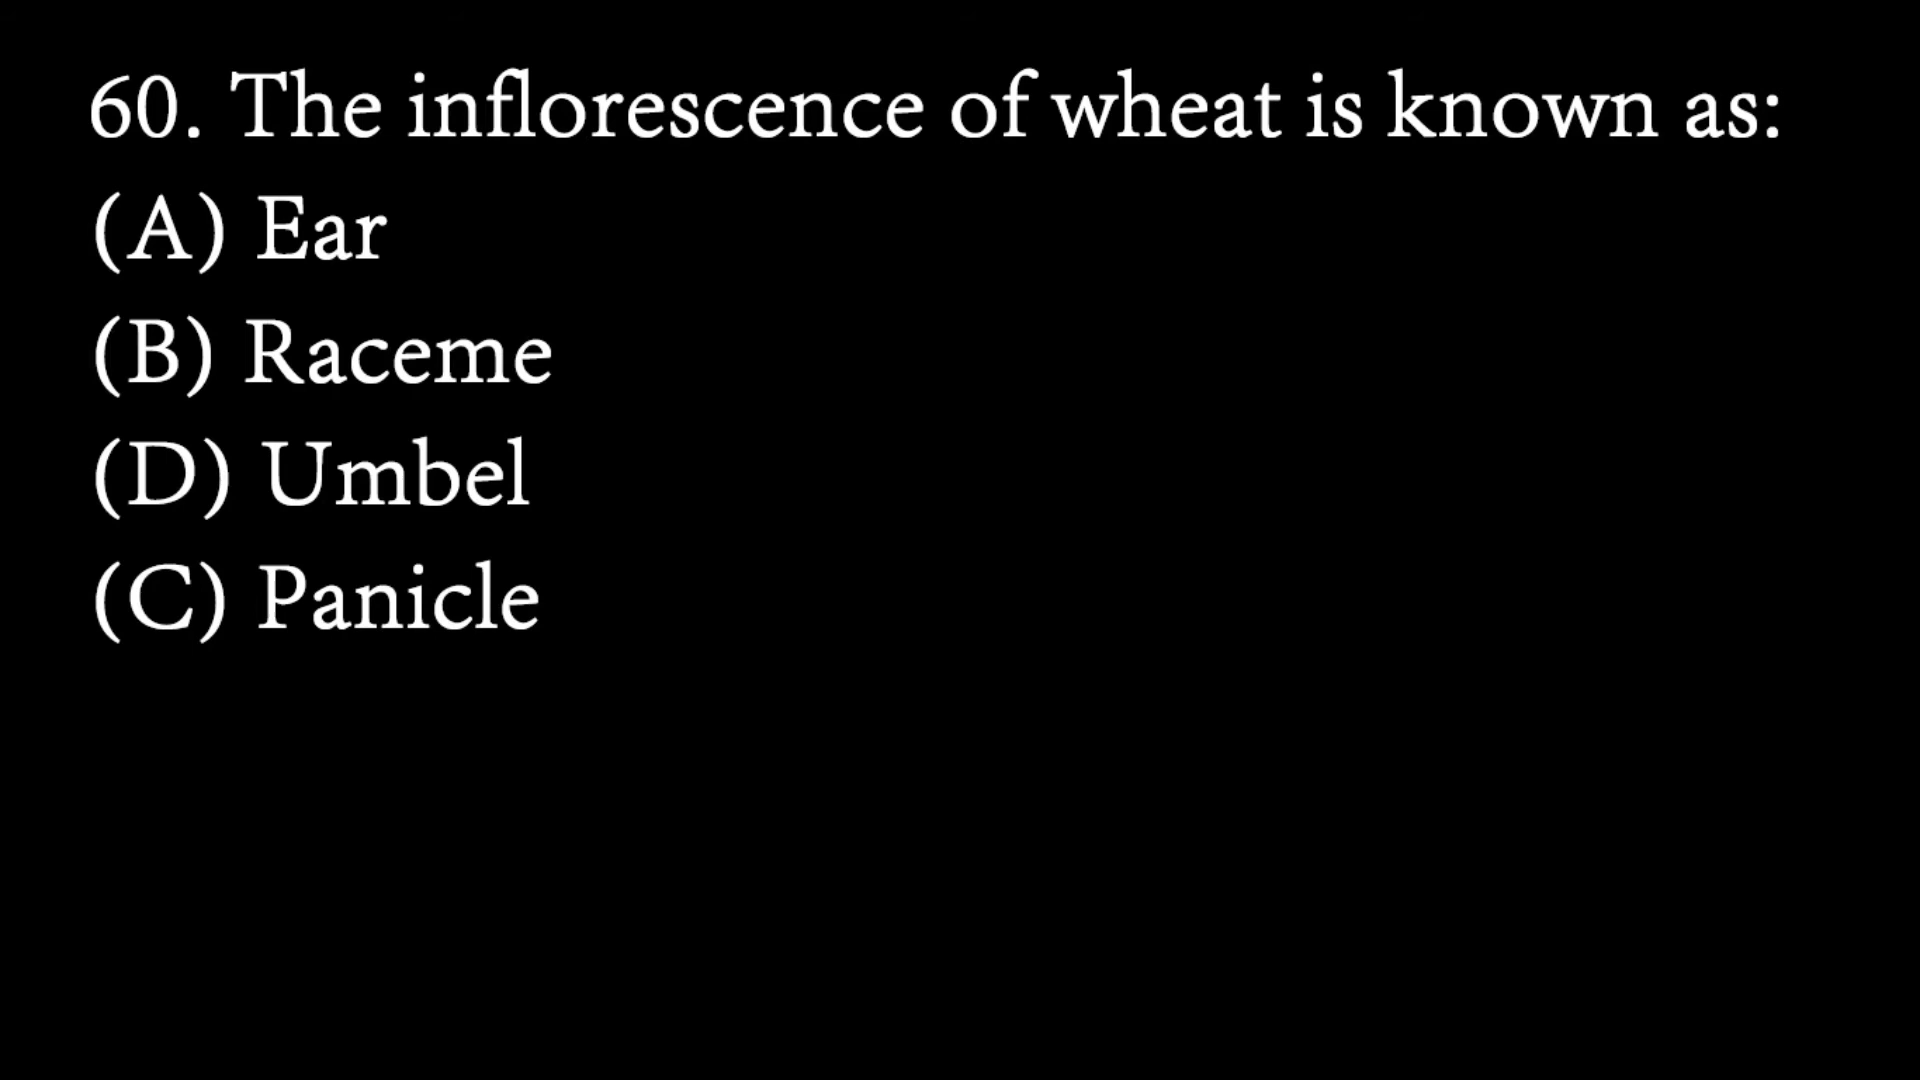 60. The inflorescence of wheat is known as:
(A) Ear
(B) Raceme
(D) Umbel
(C) Panicle